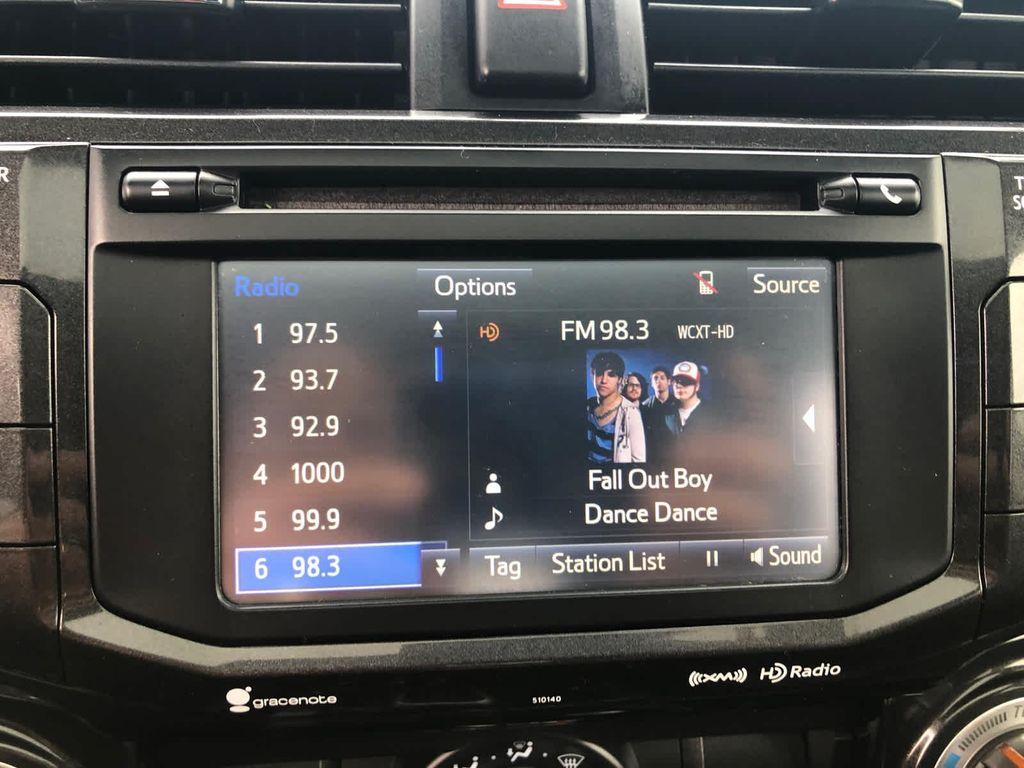 R
Radio
Options
Source
1 97.5
2 93.7
3 92.9
4 1000
5 99.9
6 98.3
HD
FM 98.3 WCXT-HD
Fall Out Boy
Dance Dance
Tag
Station List
Sound
gracenote
510140
((XM))
HD Radio
T